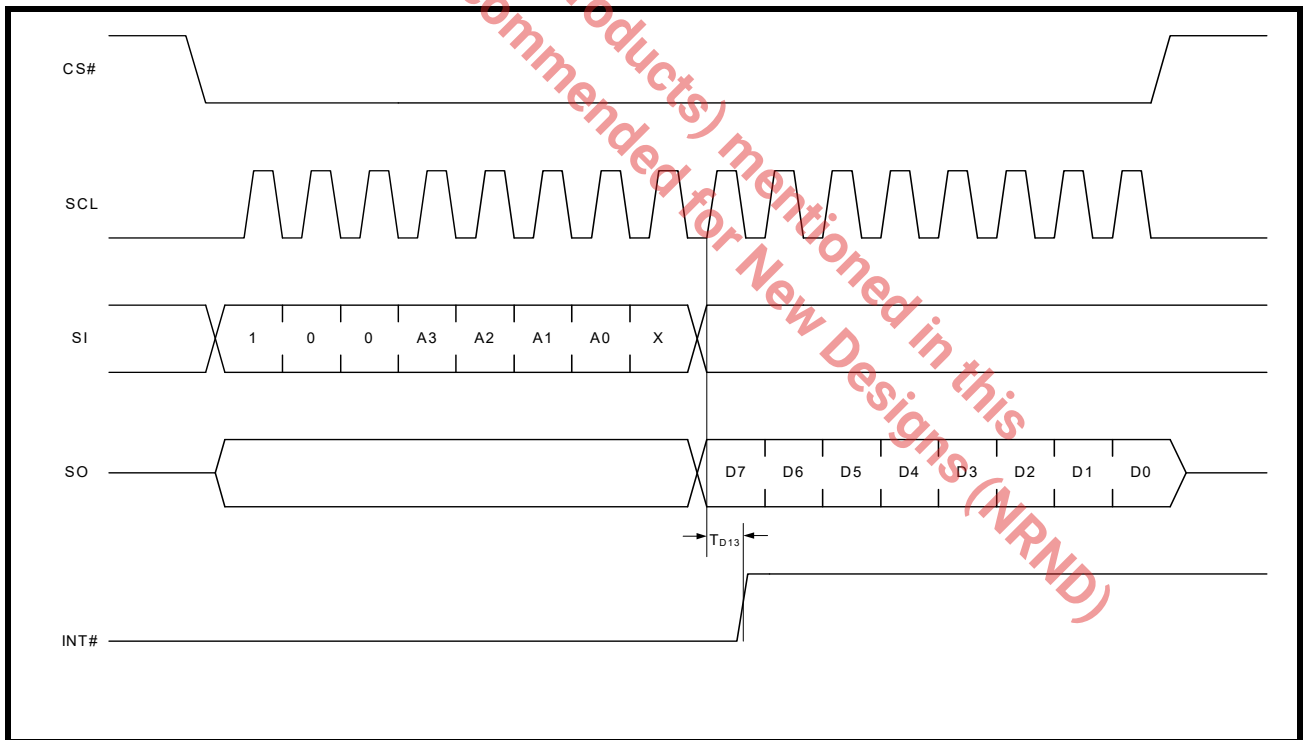 oducts) mentioned in this
ommended for New Designs (NRND)
CS#
SCL
SI
1 0 0 A3 A2 A1 A0 X
SO
D7 D6 D5 D4 D3 D2 D1 D0
TD13
INT#